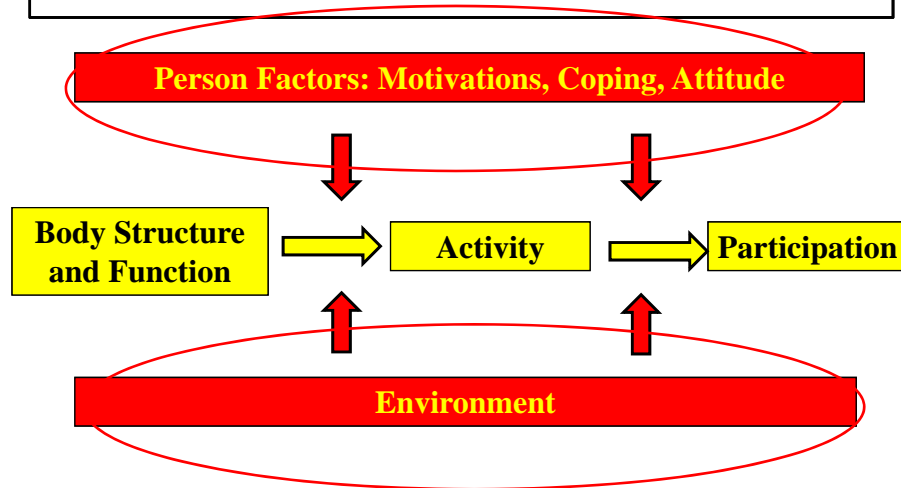 Person Factors: Motivations, Coping, Attitude
Body Structure
and Function
Activity
Participation
Environment